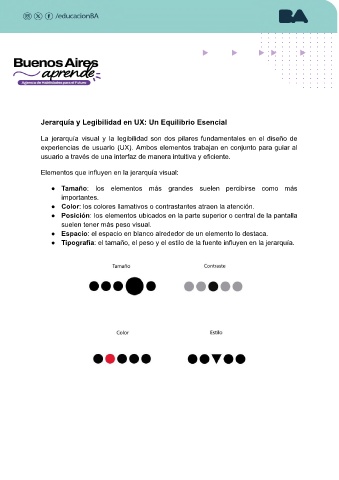 /educacionBA
BA
Buenos Aires
aprende
Agencia de Habilidades para el Futuro
Jerarquía y Legibilidad en UX: Un Equilibrio Esencial
La jerarquía visual y la legibilidad son dos pilares fundamentales en el diseño de
experiencias de usuario (UX). Ambos elementos trabajan en conjunto para guiar al
usuario a través de una interfaz de manera intuitiva y eficiente.
Elementos que influyen en la jerarquía visual:
● Tamaño: los elementos más grandes suelen percibirse como más
importantes.
● Color: los colores llamativos o contrastantes atraen la atención.
● Posición: los elementos ubicados en la parte superior o central de la pantalla
suelen tener más peso visual.
● Espacio: el espacio en blanco alrededor de un elemento lo destaca.
● Tipografía: el tamaño, el peso y el estilo de la fuente influyen en la jerarquía.
Tamaño
Contraste
Color
Estilo